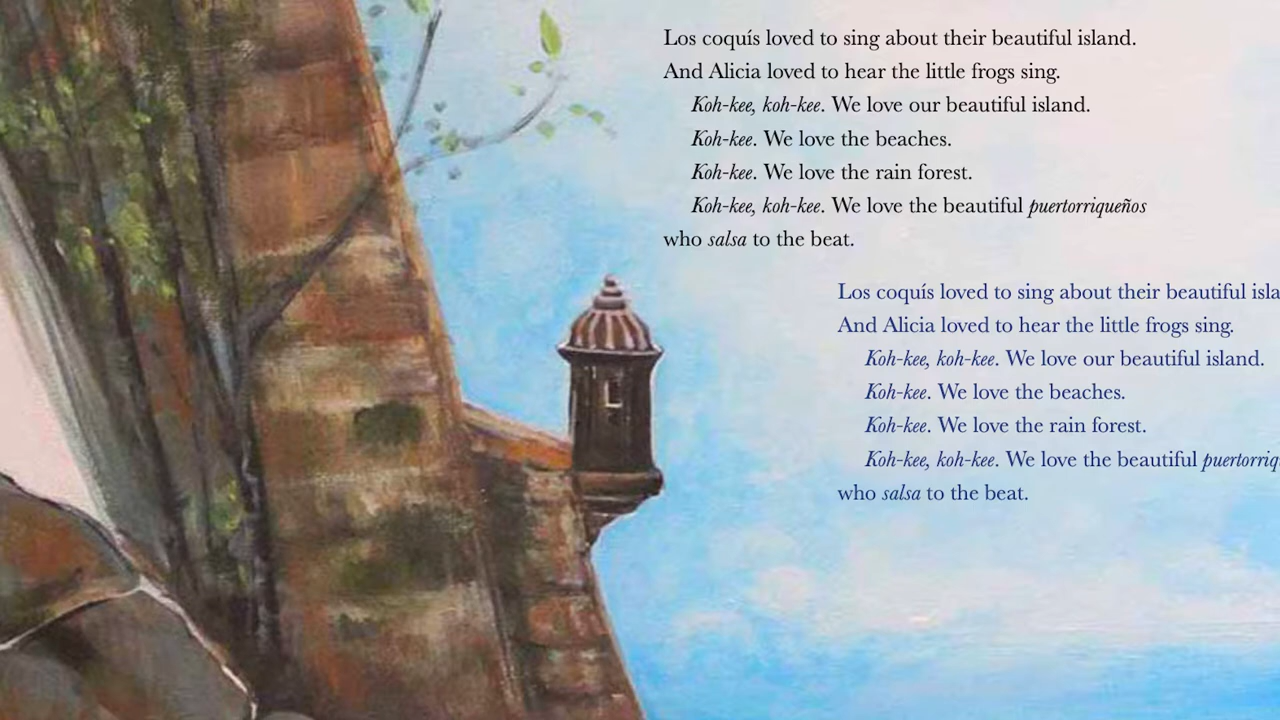 Los coquís loved to sing about their beautiful island.
And Alicia loved to hear the little frogs sing.
Koh-kee, koh-kee. We love our beautiful island.
Koh-kee. We love the beaches.
Koh-kee. We love the rain forest.
Koh-kee, koh-kee. We love the beautiful puertorriqueños
who salsa to the beat.
Los coquís loved to sing about their beautiful isla
And Alicia loved to hear the little frogs sing.
Koh-kee, koh-kee. We love our beautiful island.
Koh-kee. We love the beaches.
Koh-kee. We love the rain forest.
Koh-kee, koh-kee. We love the beautiful puertorriq
who salsa to the beat.